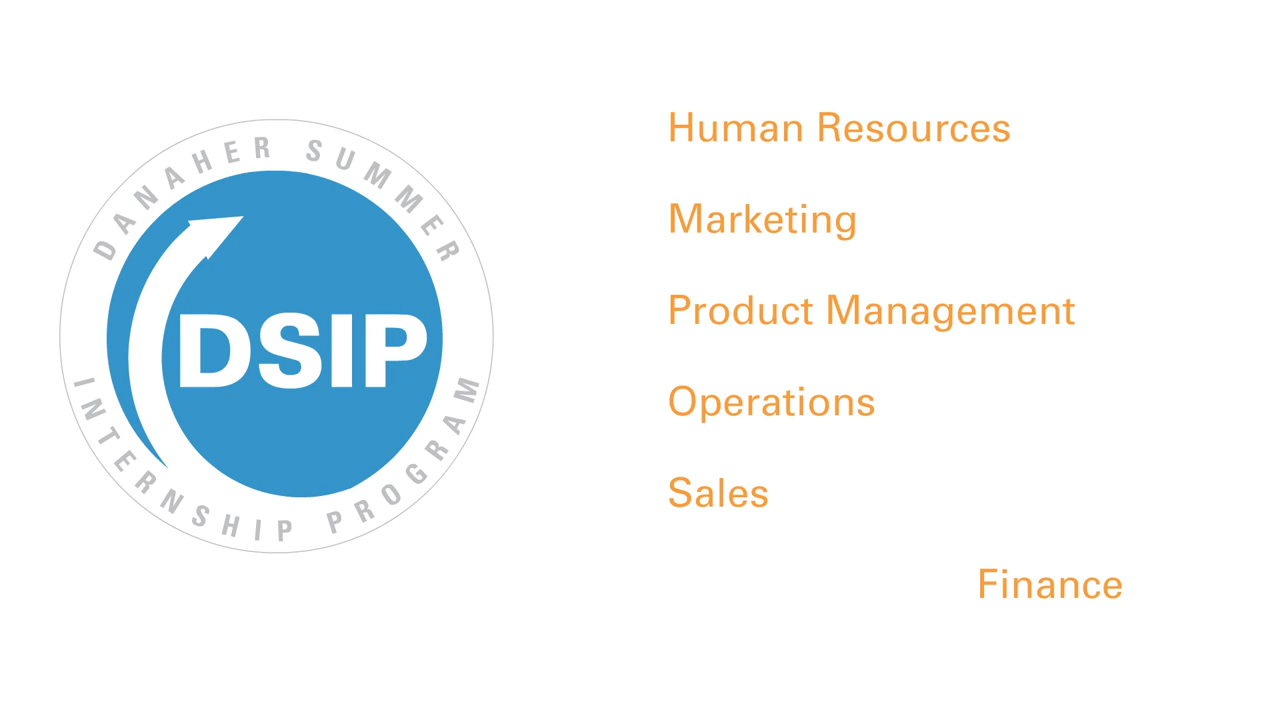 DANAHER SUMMER
DSIP
INTERNSHIP PROGRAM
Human Resources
Marketing
Product Management
Operations
Sales
Finance